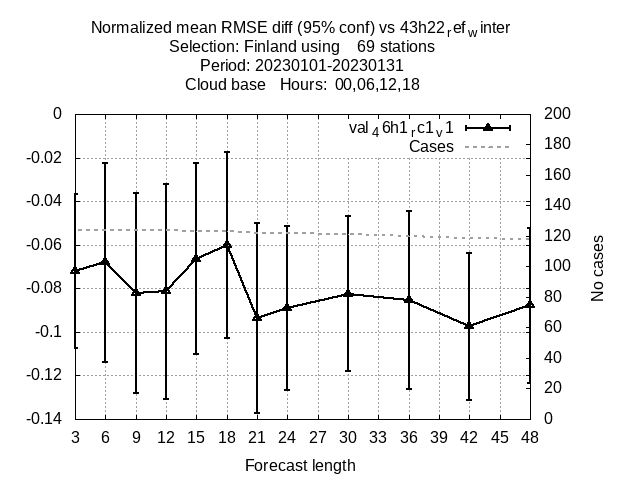 Normalized mean RMSE diff (95% conf) vs 43h22refwinter
Selection: Finland using 69 stations
Period: 20230101-20230131
Cloud base Hours: 00,06,12,18
val46h1rc1v1
Cases
0
-0.02
-0.04
-0.06
-0.08
-0.1
-0.12
-0.14
200
180
160
140
120
100
80
60
40
20
0
No cases
3 6 9 12 15 18 21 24 27 30 33 36 39 42 45 48
Forecast length